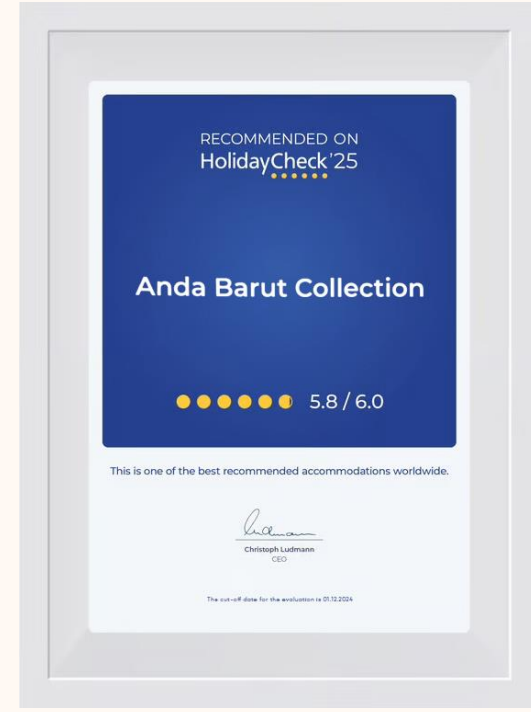 RECOMMENDED ON
HolidayCheck'25
Anda Barut Collection
5.8 / 6.0
This is one of the best recommended accommodations worldwide.
Ludmann
Christoph Ludmann
CEO
The cut-off date for the evaluation is 01.12.2024